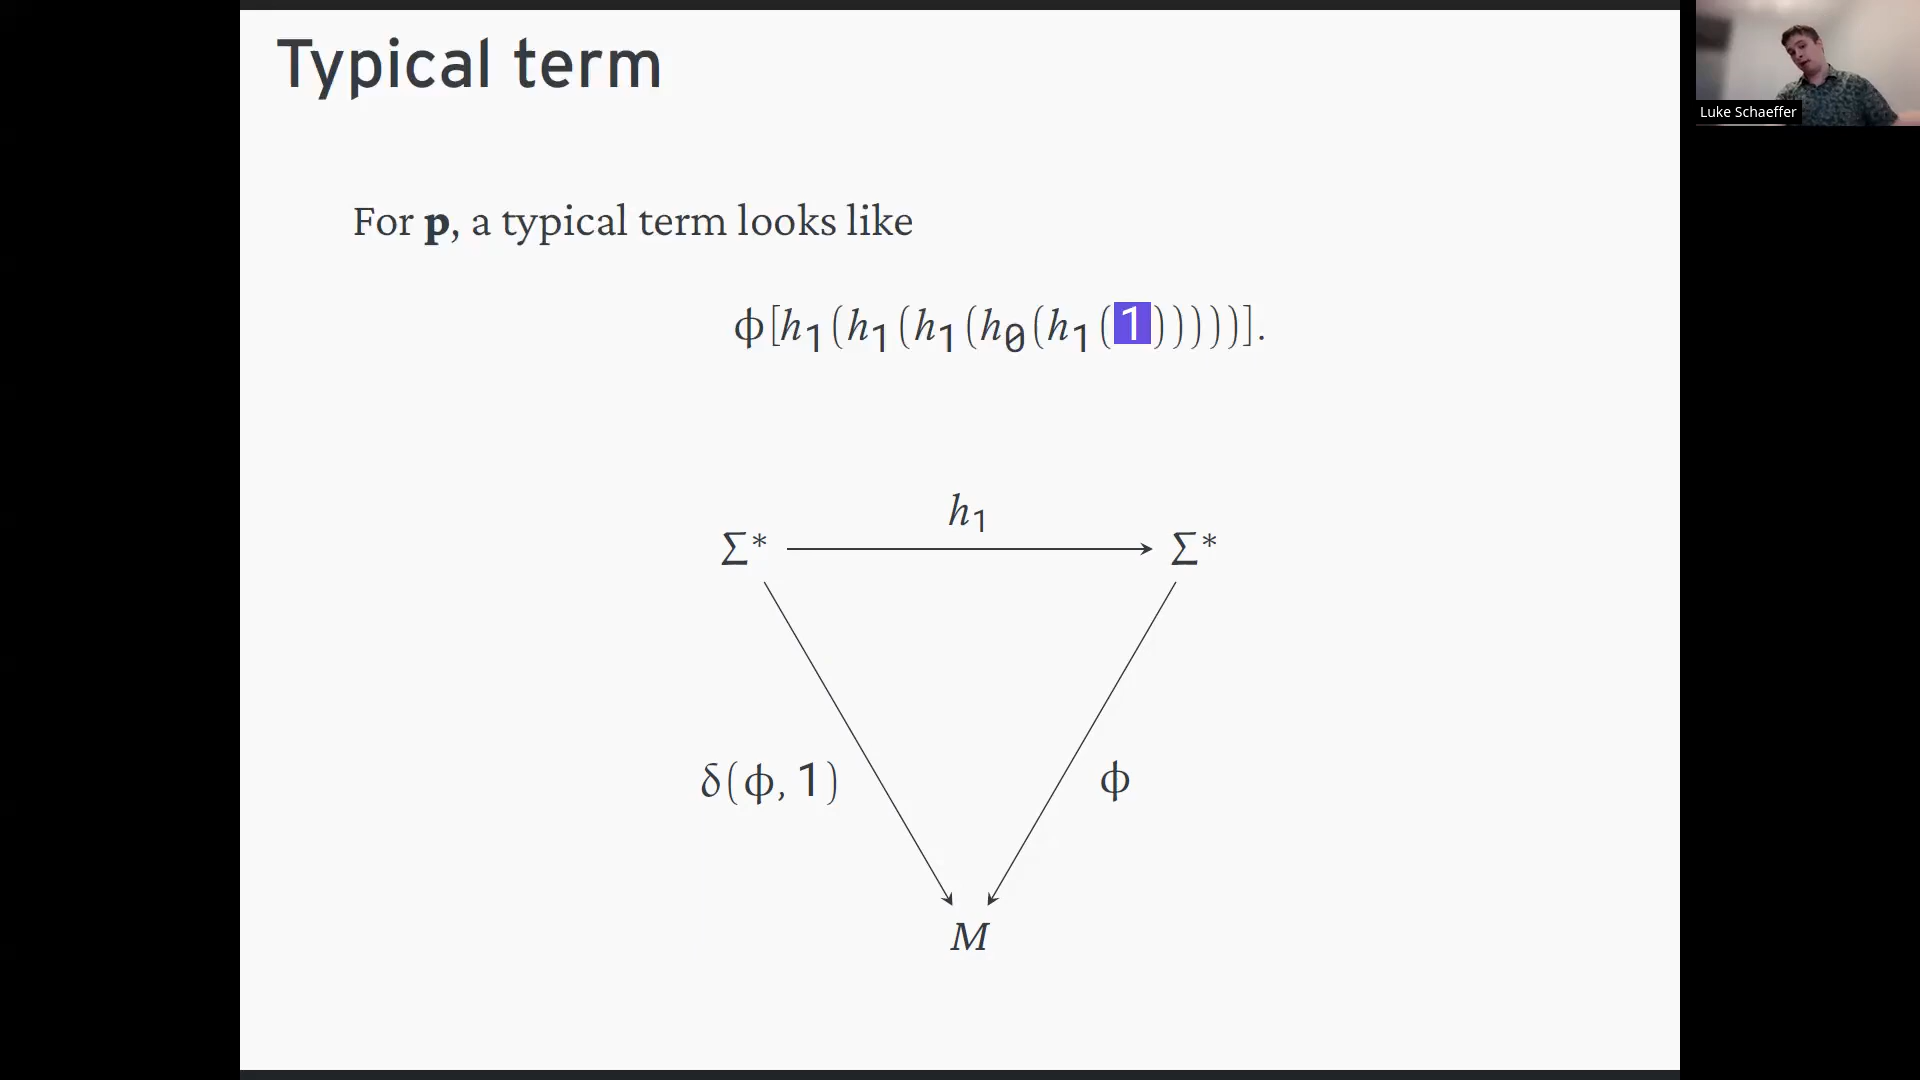 Typical term
Luke Schaeffer
For p, a typical term looks like
ϕ[h₁(h₁(h₁(h₀(h₁(1)))))].
h₁
Σ* Σ*
δ(ϕ, 1) ϕ
M